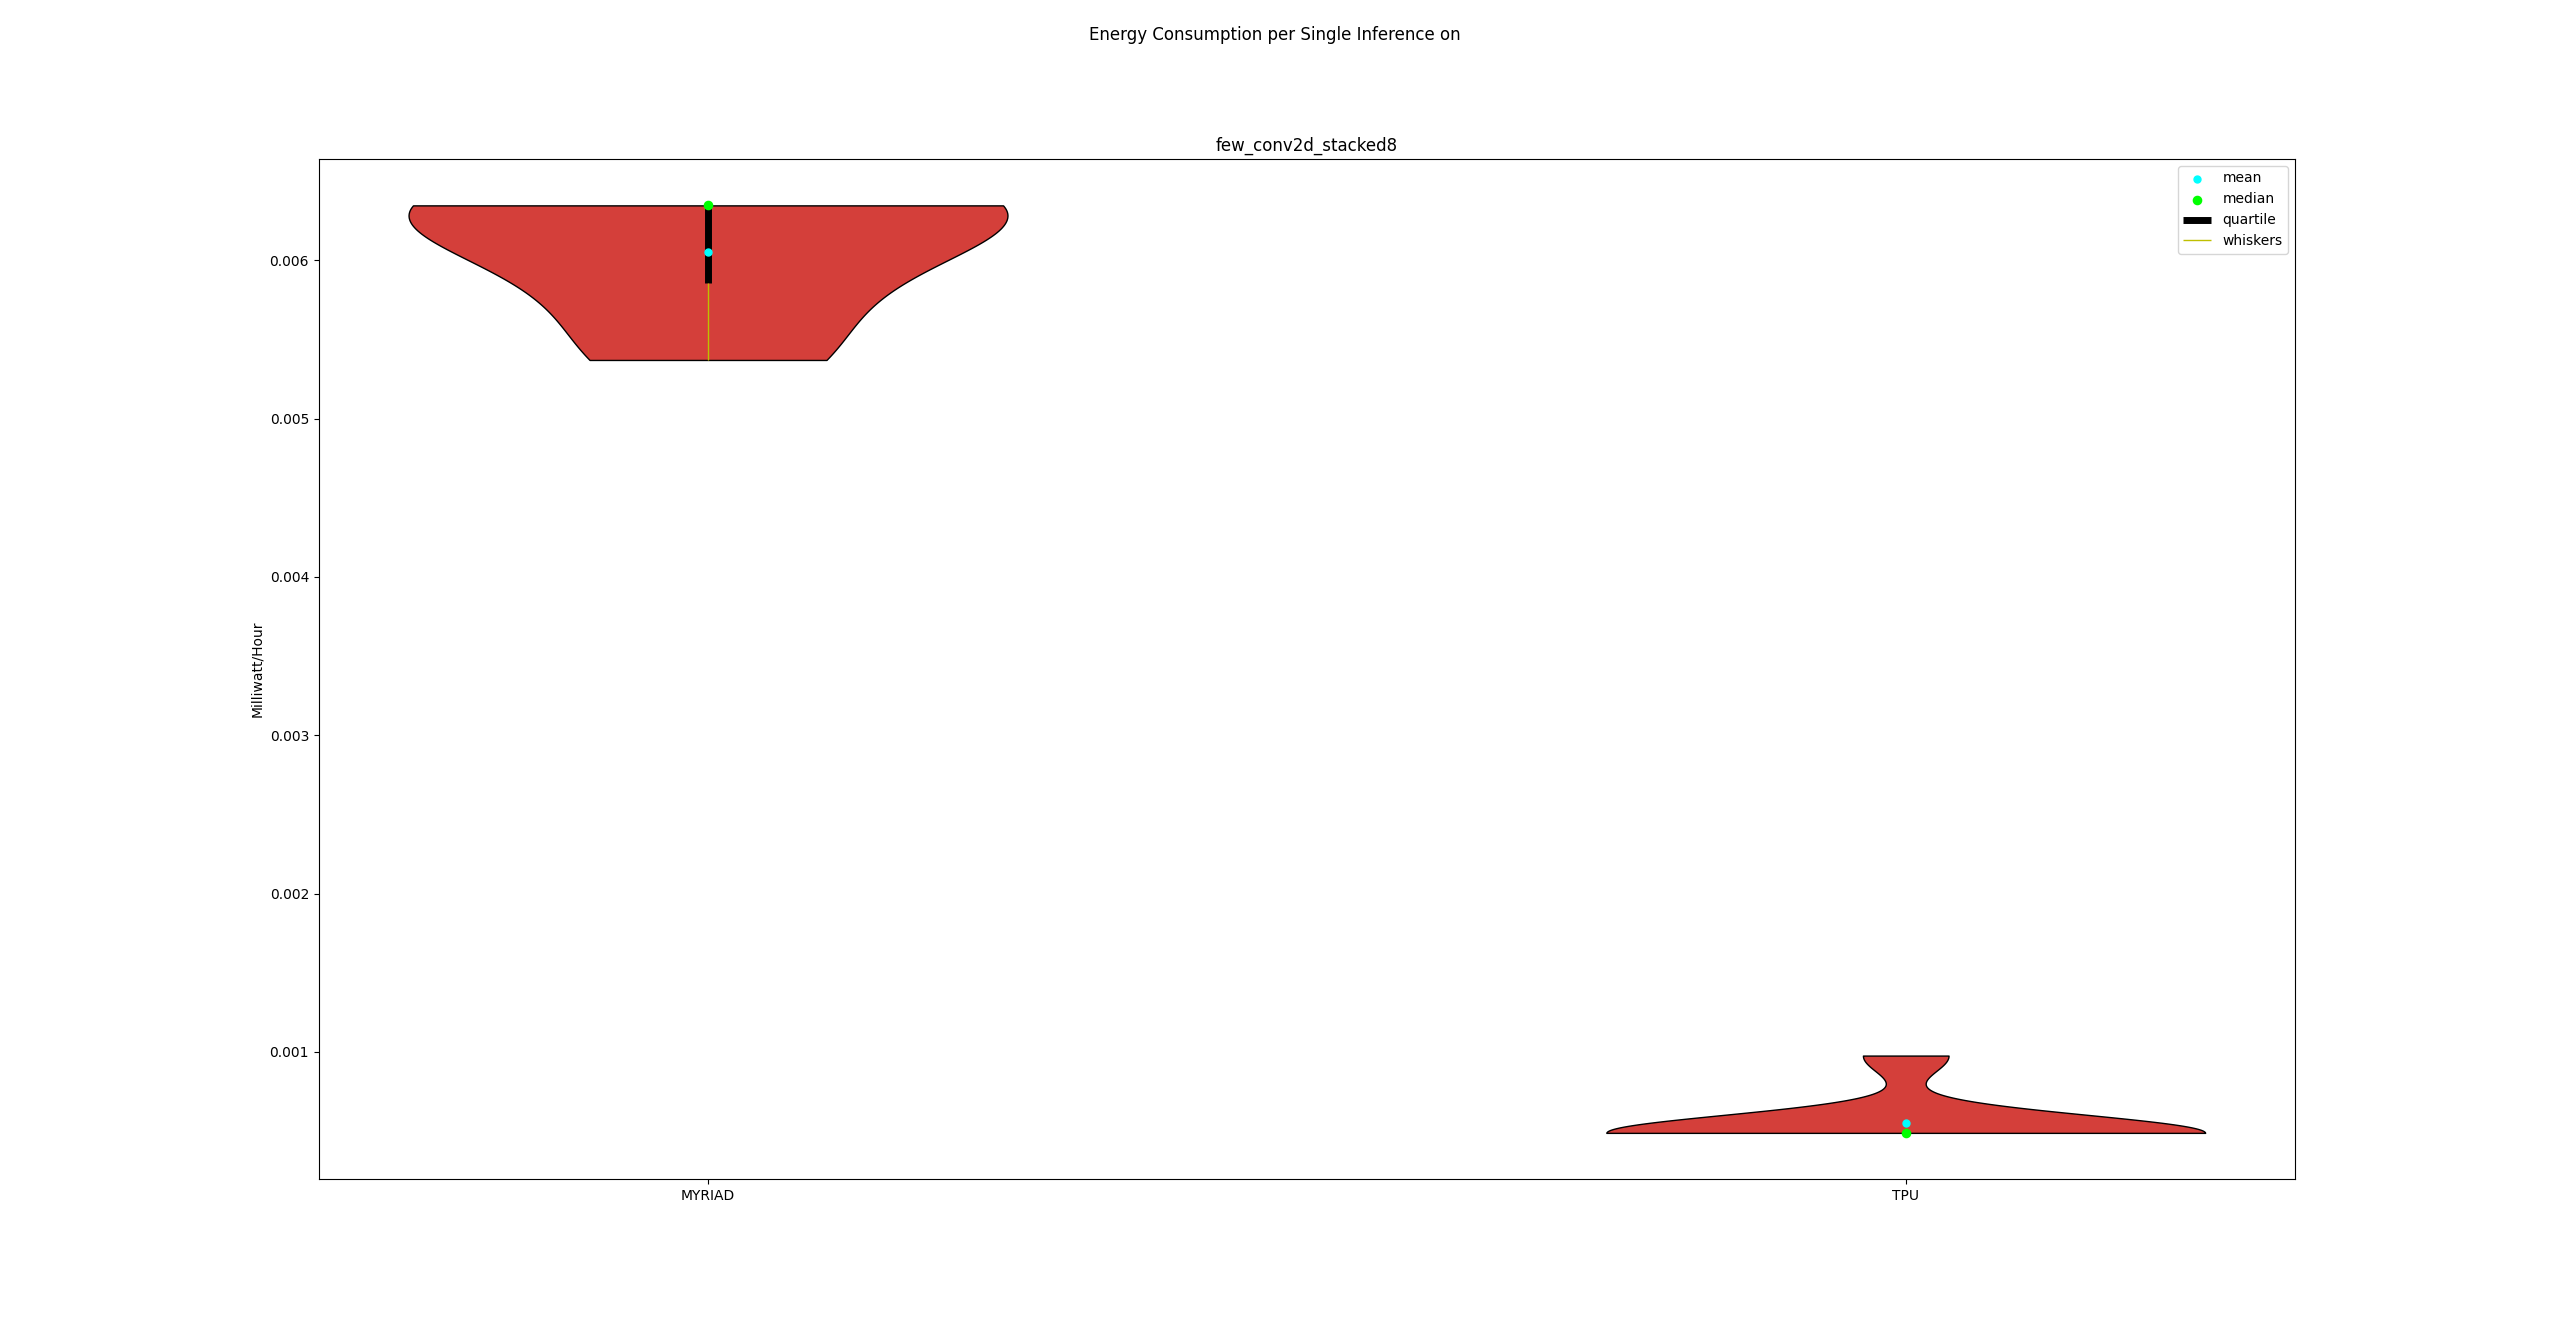 Energy Consumption per Single Inference on
few_conv2d_stacked8
mean
median
quartile
whiskers
0.006
0.005
0.004
0.003
0.002
0.001
Milliwatt/Hour
MYRIAD
TPU